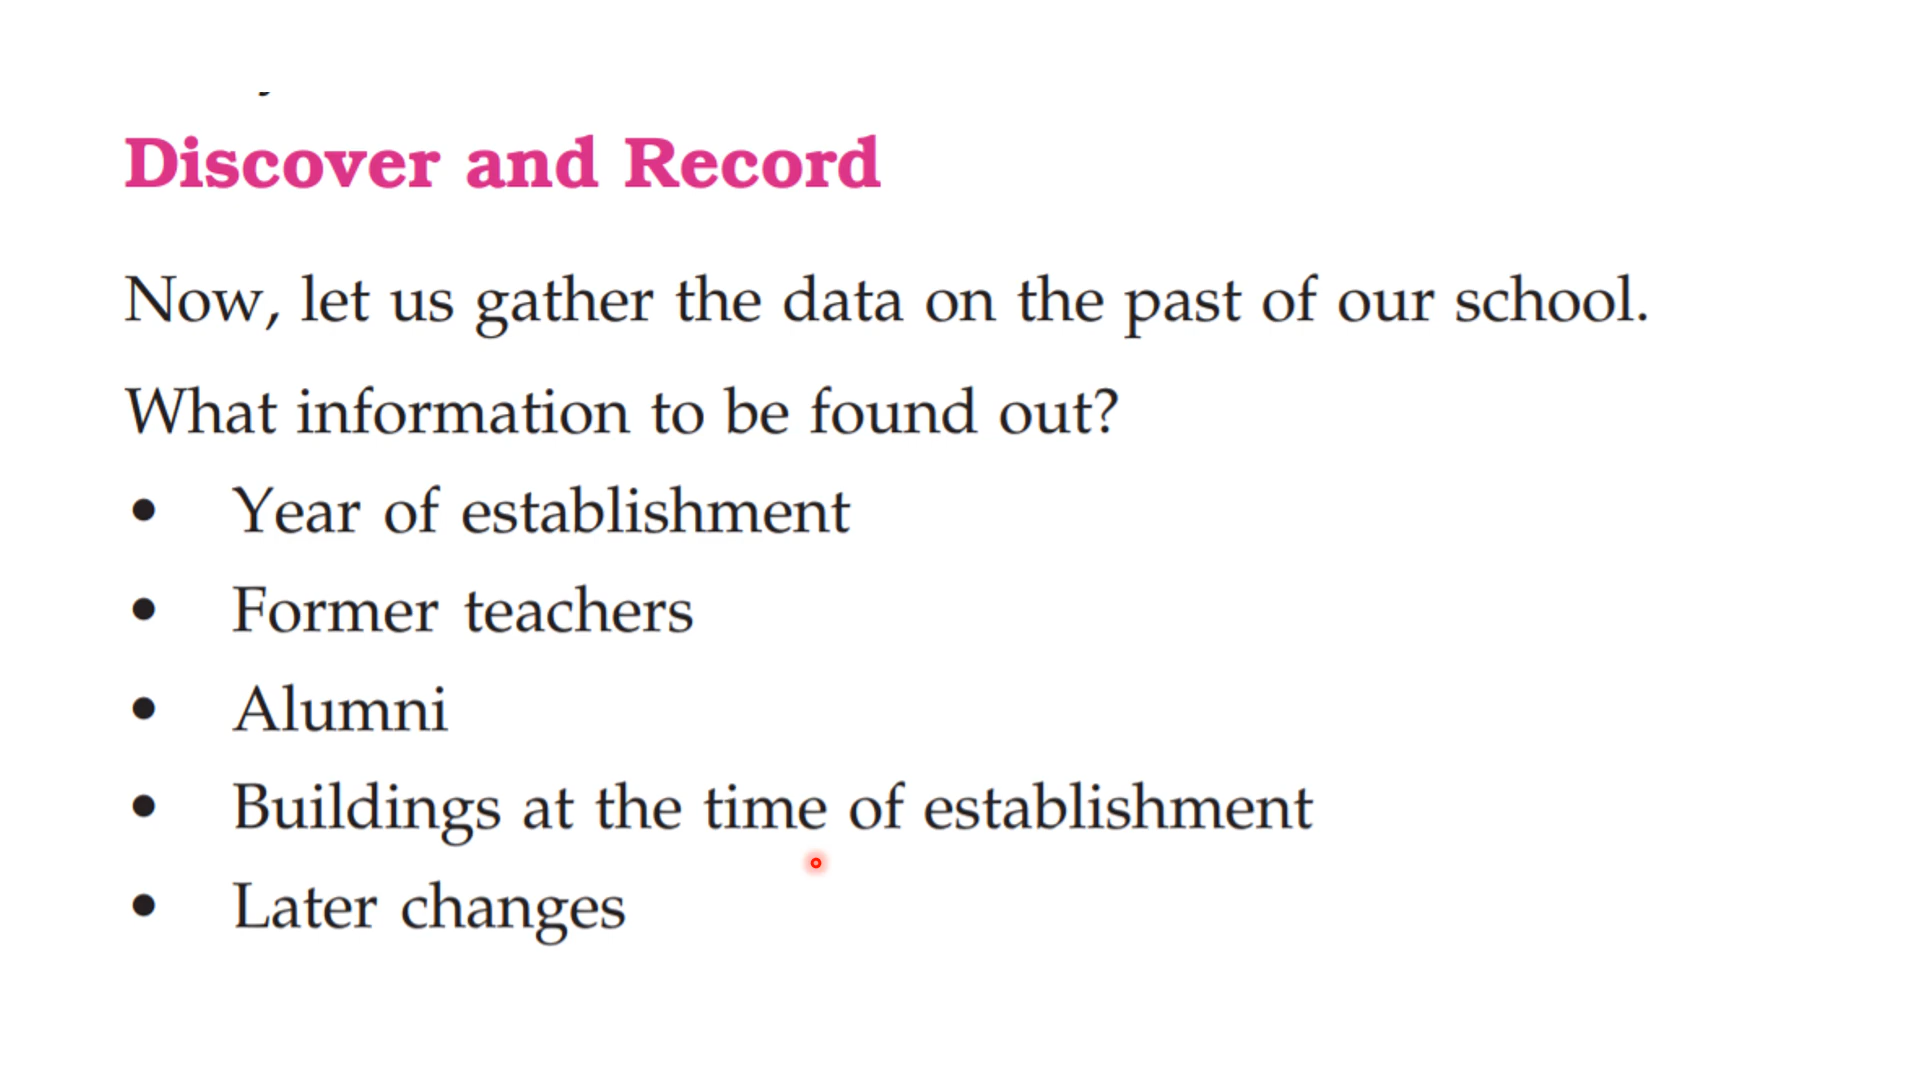 Discover and Record
Now, let us gather the data on the past of our school.
What information to be found out?
• Year of establishment
• Former teachers
• Alumni
• Buildings at the time of establishment
• Later changes